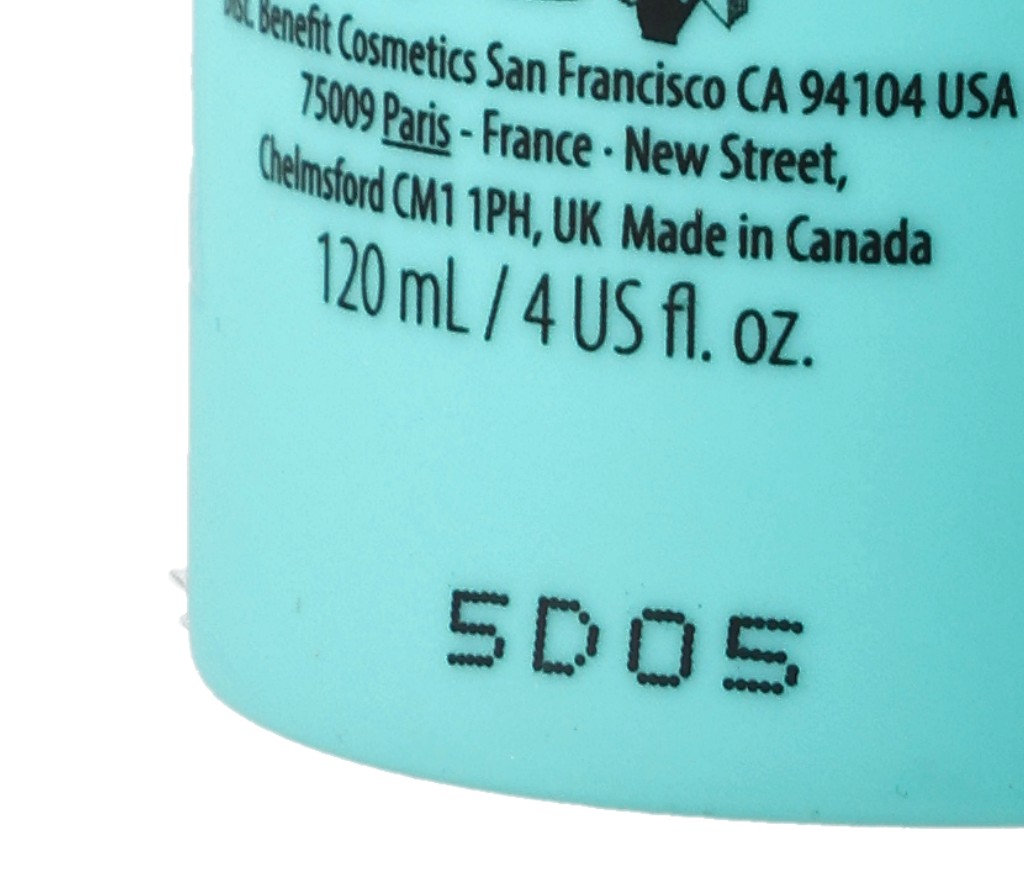 Dist. Benefit Cosmetics San Francisco CA 94104 USA
75009 Paris - France · New Street,
Chelmsford CM1 1PH, UK Made in Canada
120 mL / 4 US fl. oz.
5D05